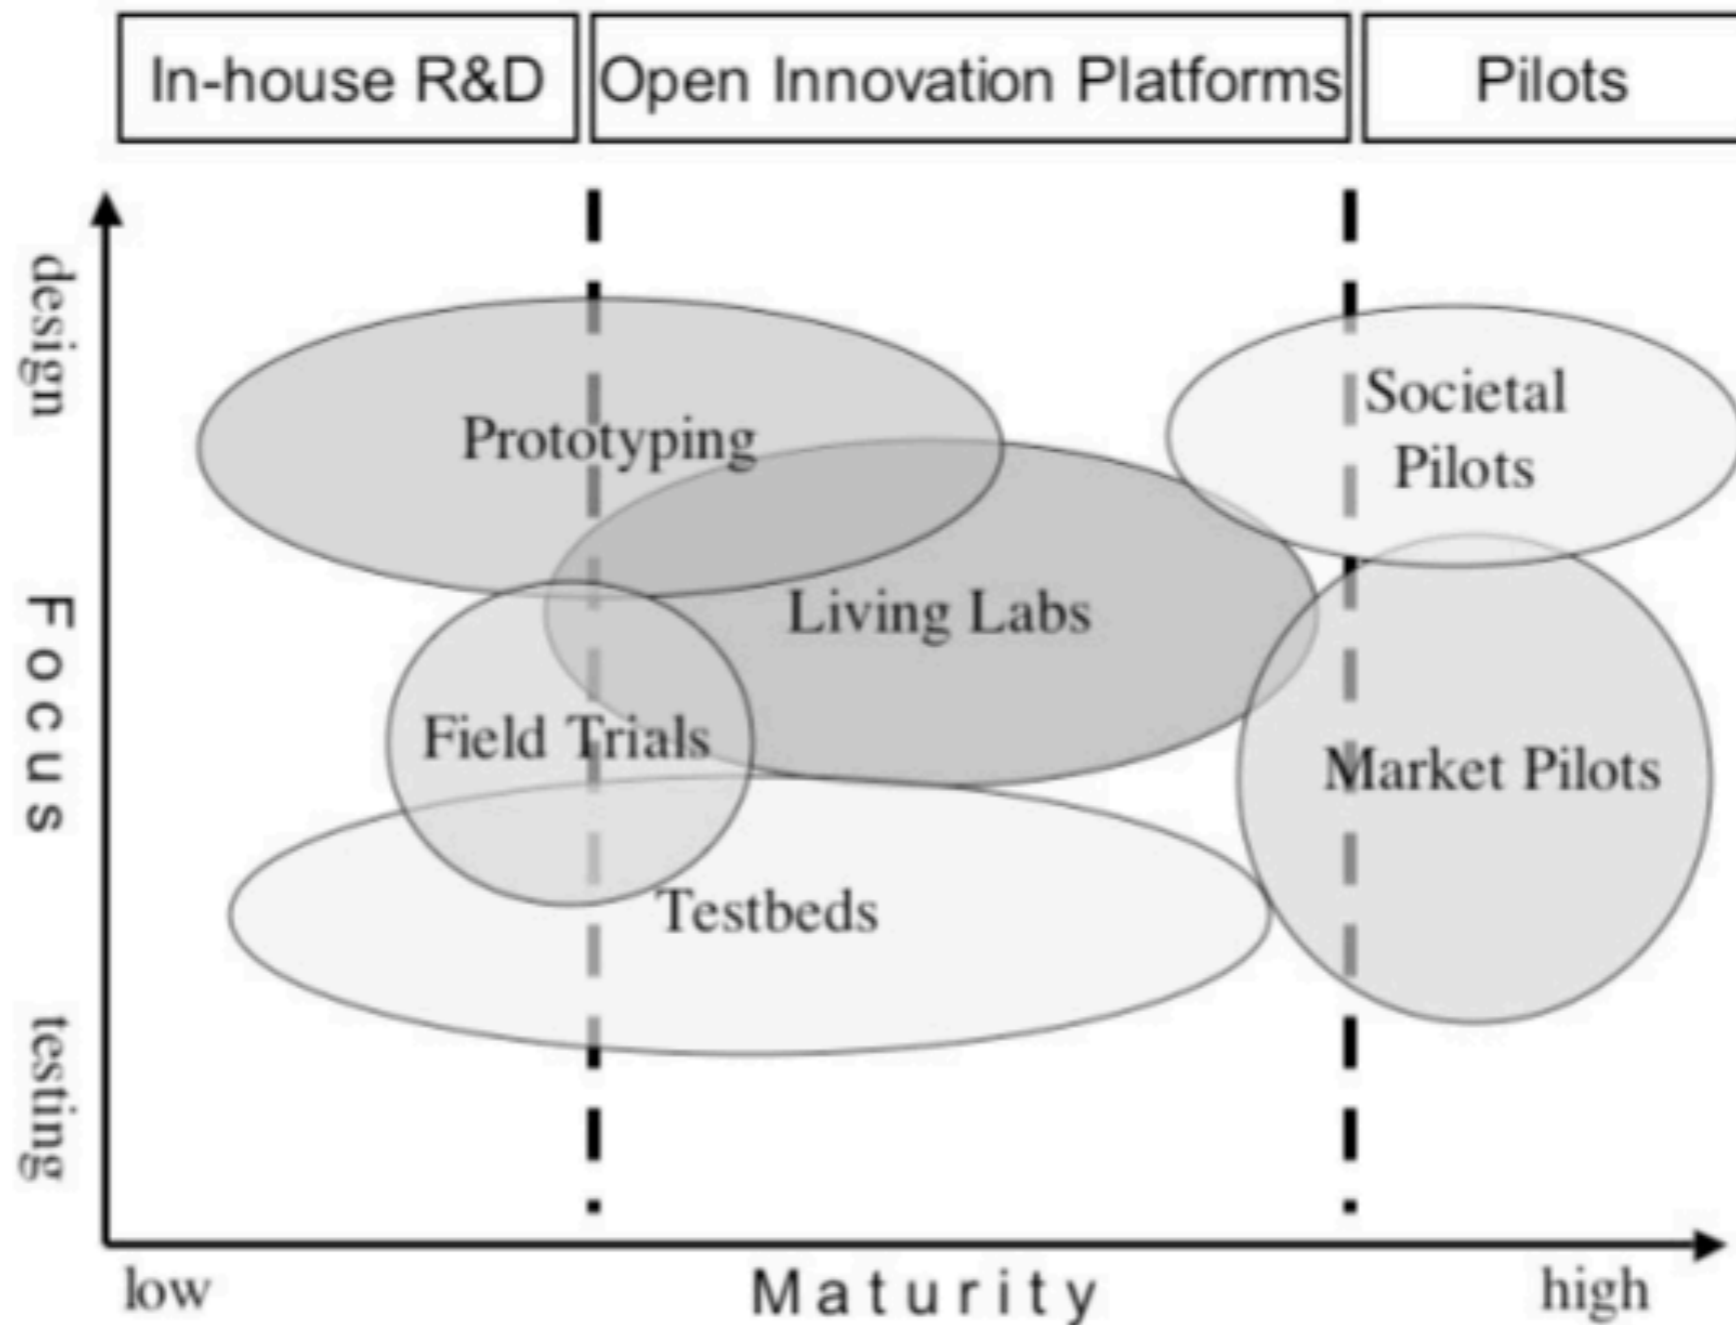 In-house R&D
Open Innovation Platforms
Pilots
design
Focus
testing
Prototyping
Societal
Pilots
Living Labs
Field Trials
Market Pilots
Testbeds
low
Maturity
high